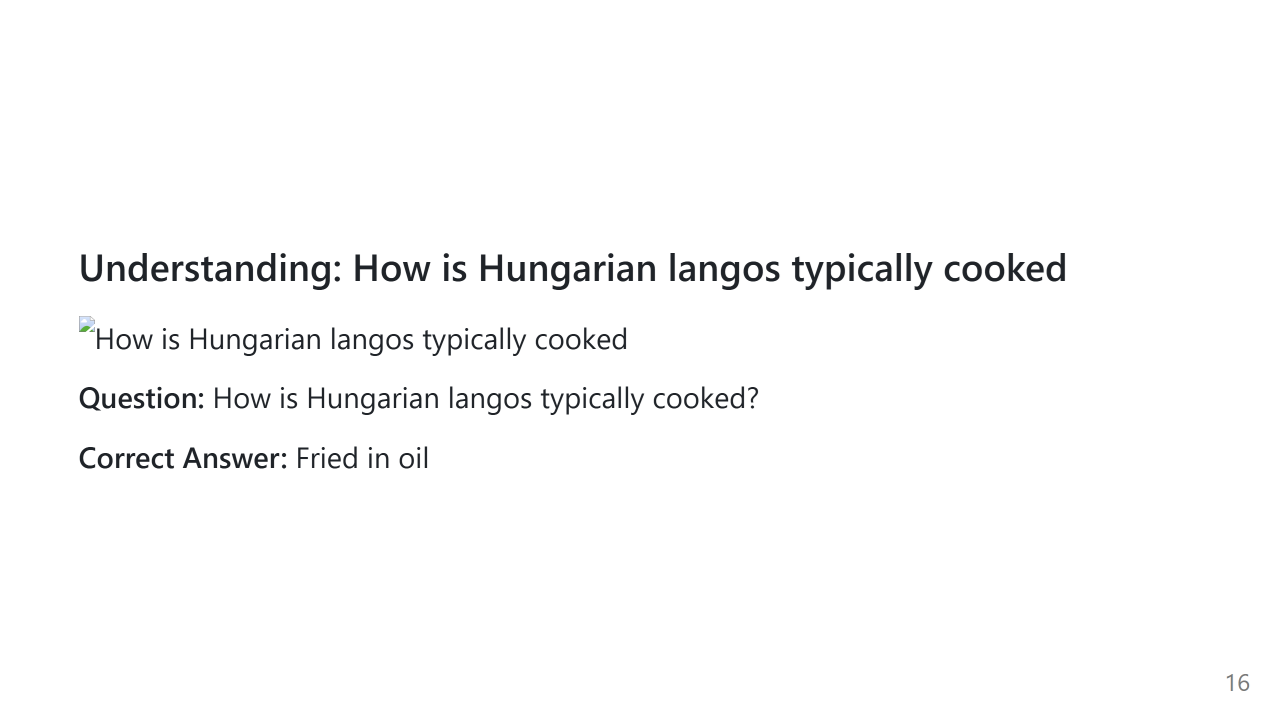 Understanding: How is Hungarian langos typically cooked
How is Hungarian langos typically cooked
Question: How is Hungarian langos typically cooked?
Correct Answer: Fried in oil
16